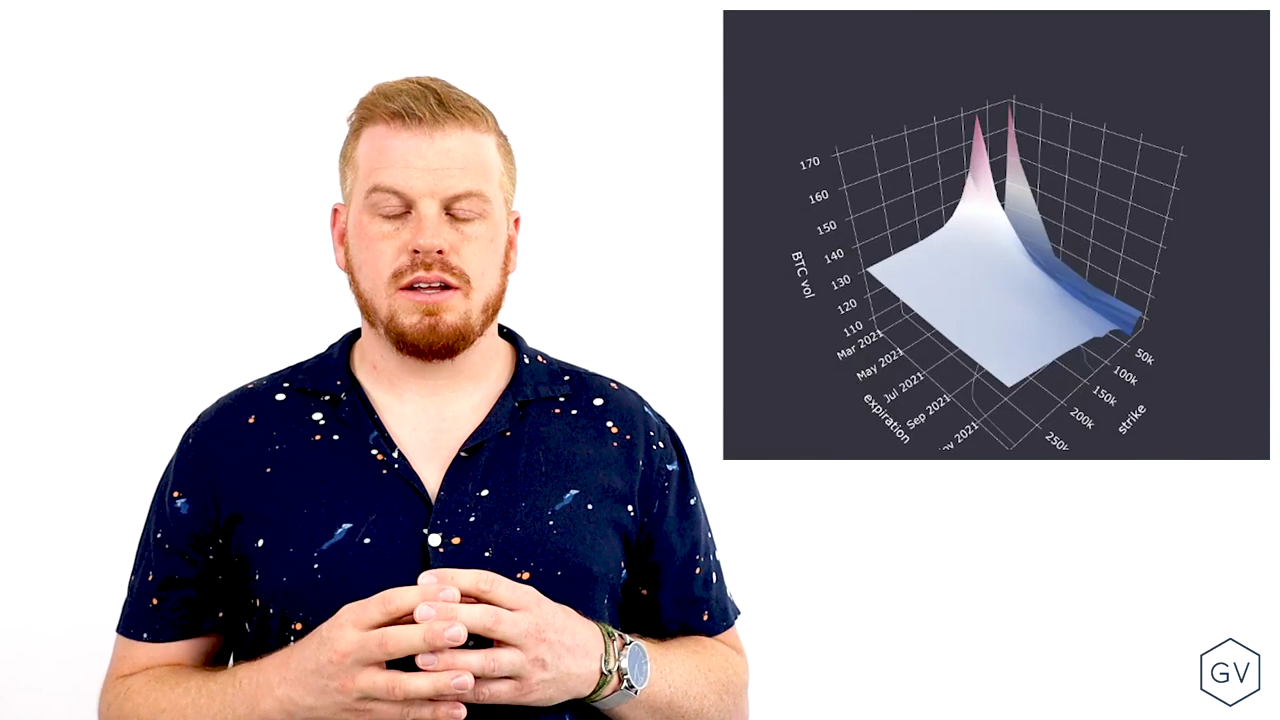 170
160
150
140
130
120
110
BTC vol
Mar 2021
May 2021
Jul 2021
Sep 2021
expiration
50k
100k
150k
200k
250k
strike
GV